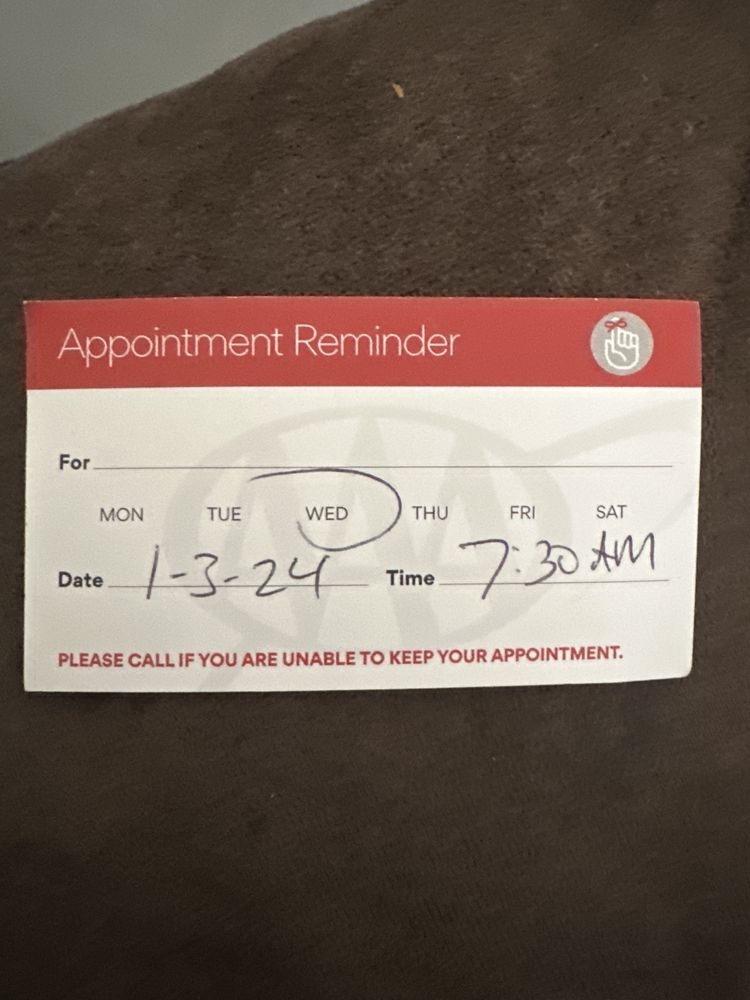 Appointment Reminder
For
MON TUE WED THU FRI SAT
Date 1-3-24 Time 7:30 AM
PLEASE CALL IF YOU ARE UNABLE TO KEEP YOUR APPOINTMENT.